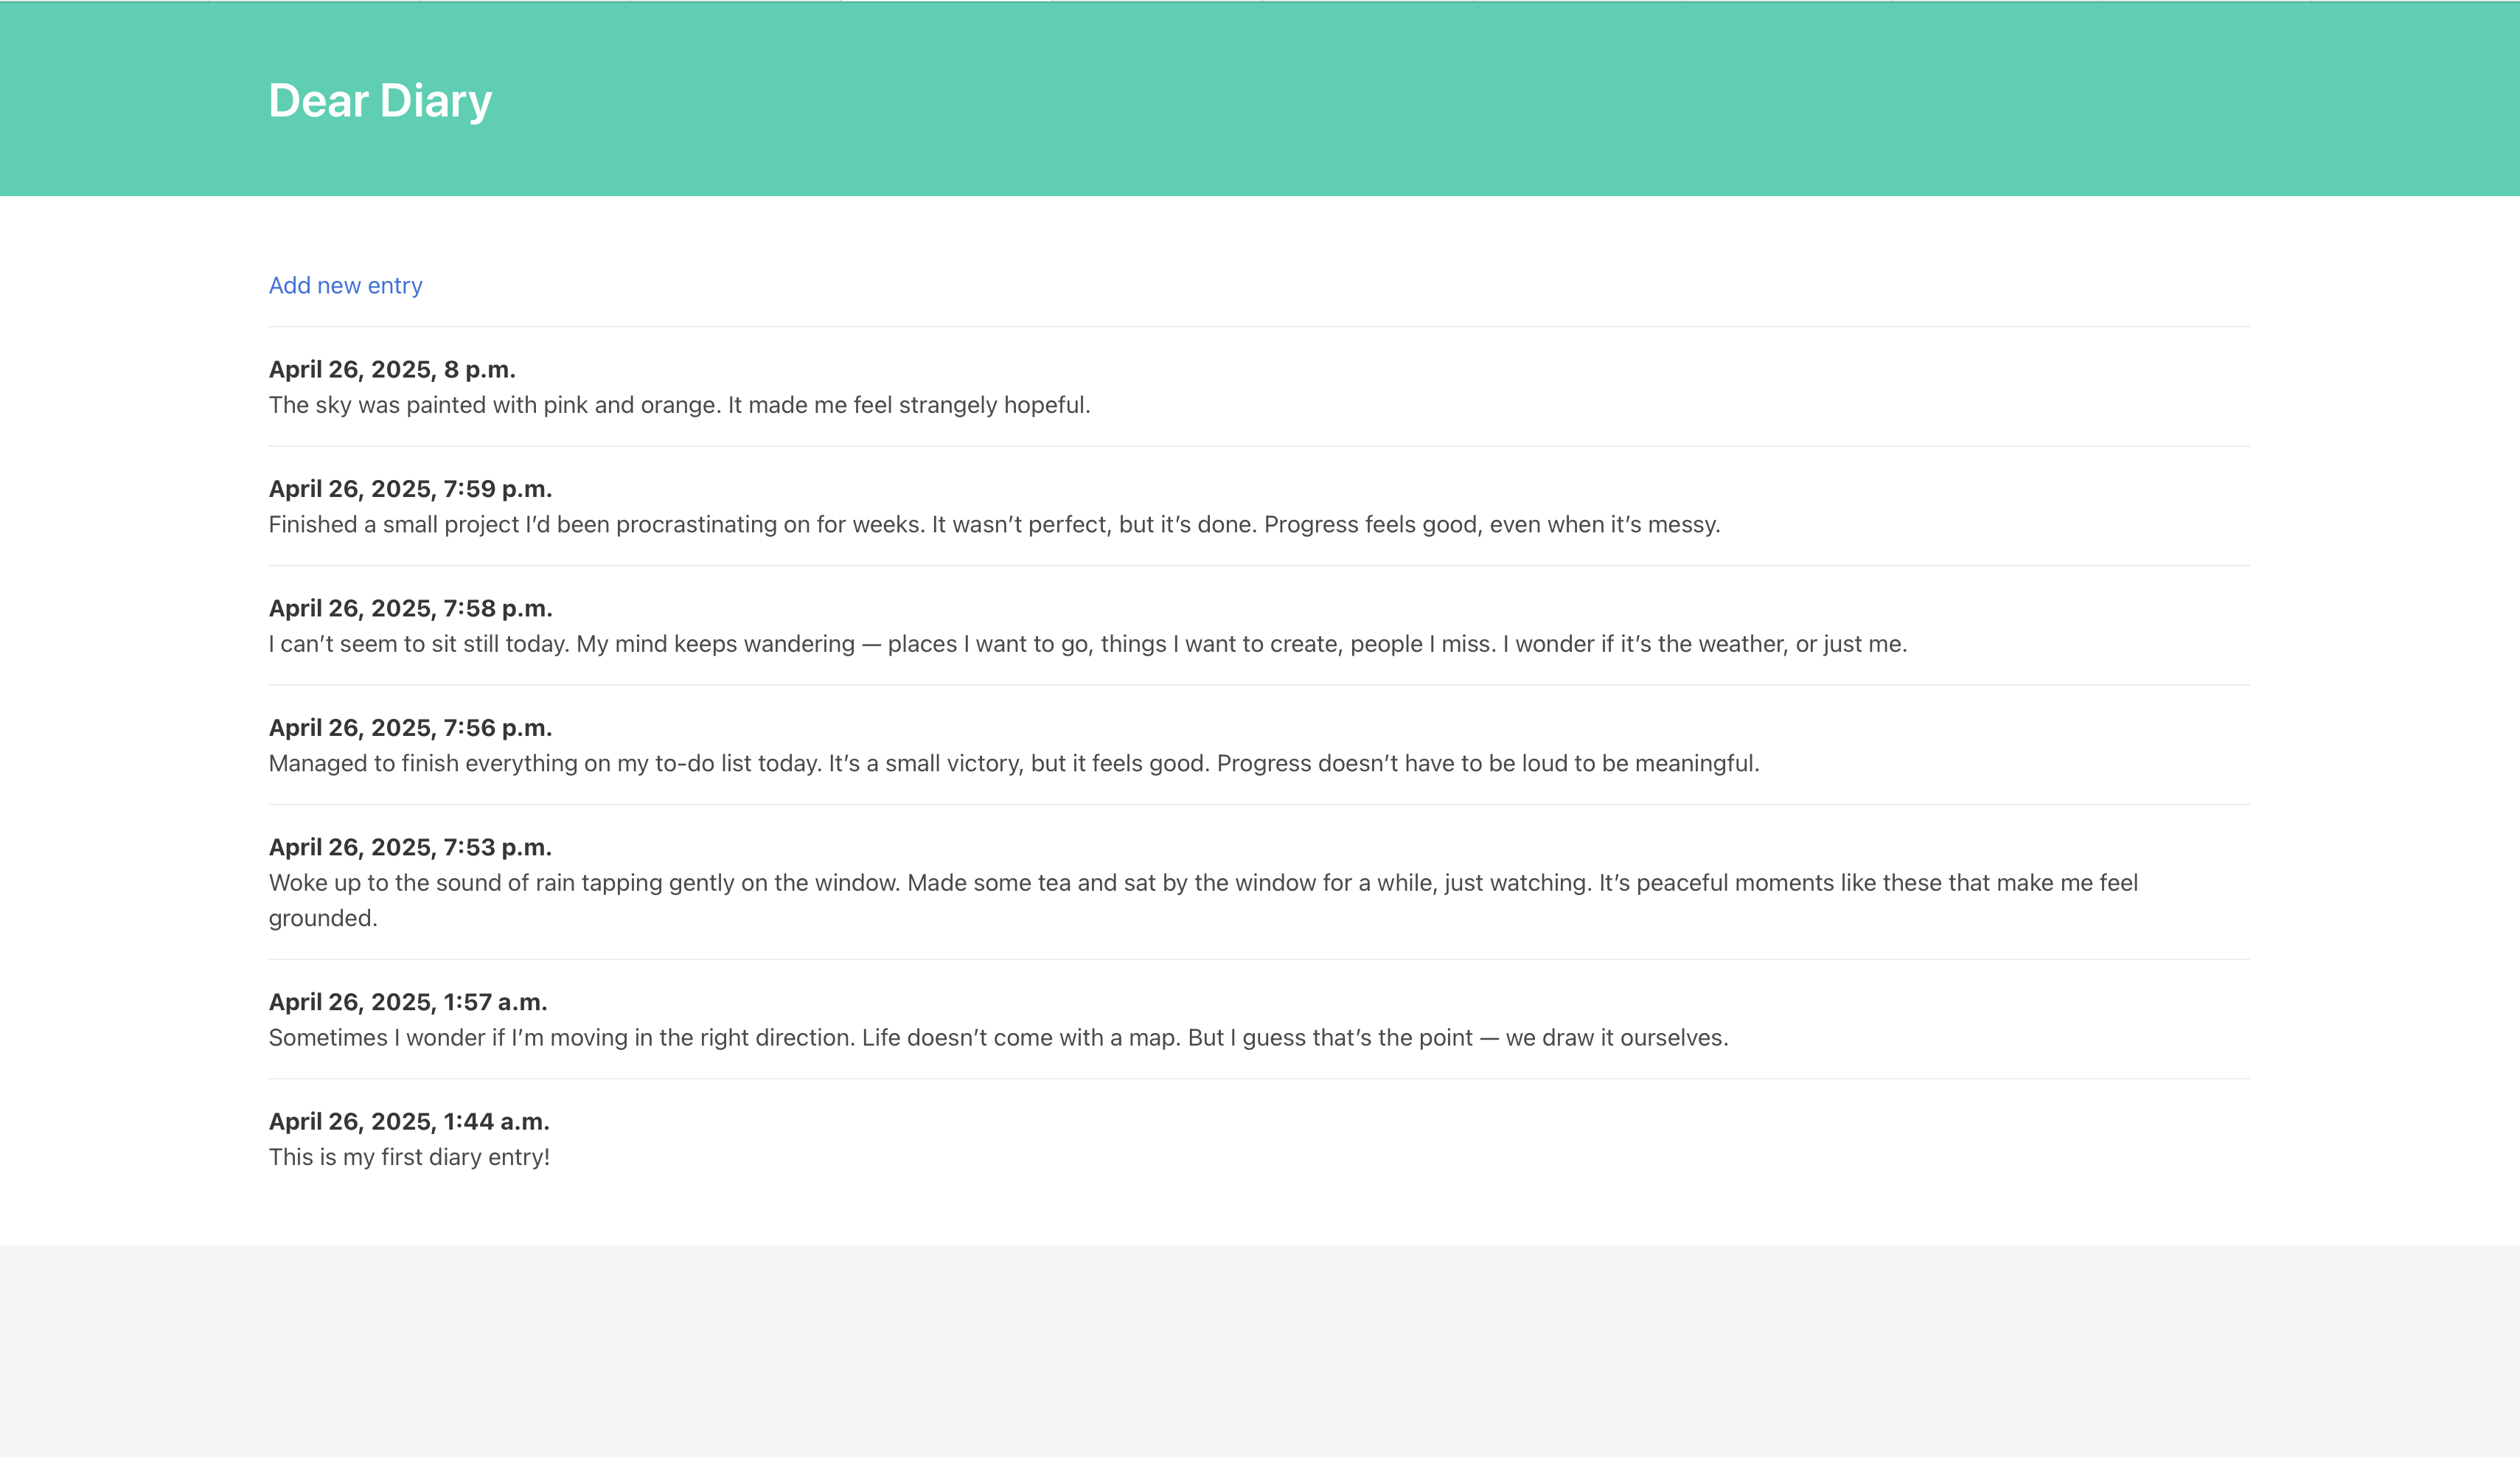 Dear Diary
Add new entry
April 26, 2025, 8 p.m.
The sky was painted with pink and orange. It made me feel strangely hopeful.
April 26, 2025, 7:59 p.m.
Finished a small project I’d been procrastinating on for weeks. It wasn’t perfect, but it’s done. Progress feels good, even when it’s messy.
April 26, 2025, 7:58 p.m.
I can’t seem to sit still today. My mind keeps wandering — places I want to go, things I want to create, people I miss. I wonder if it’s the weather, or just me.
April 26, 2025, 7:56 p.m.
Managed to finish everything on my to-do list today. It’s a small victory, but it feels good. Progress doesn’t have to be loud to be meaningful.
April 26, 2025, 7:53 p.m.
Woke up to the sound of rain tapping gently on the window. Made some tea and sat by the window for a while, just watching. It’s peaceful moments like these that make me feel
grounded.
April 26, 2025, 1:57 a.m.
Sometimes I wonder if I’m moving in the right direction. Life doesn’t come with a map. But I guess that’s the point — we draw it ourselves.
April 26, 2025, 1:44 a.m.
This is my first diary entry!